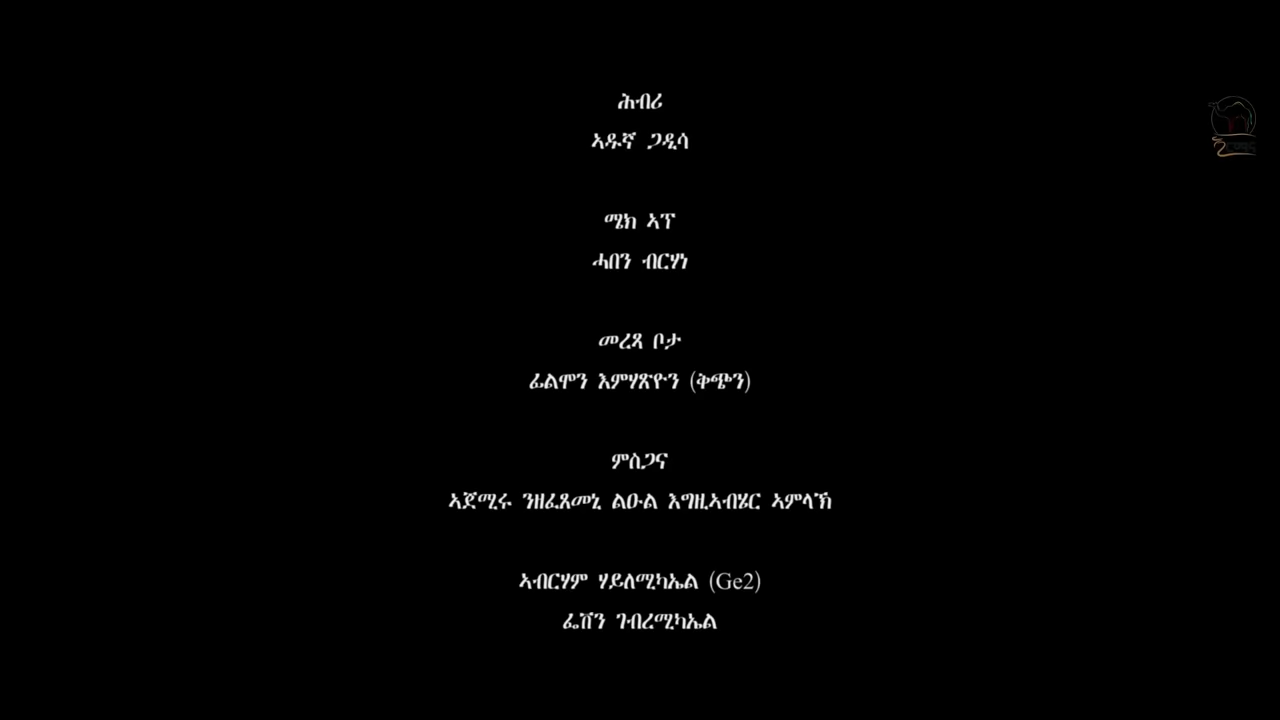 ሕብሪ
ኣዱኛ ጋዲሳ
ሜክ ኣፕ
ሓበን ብርሃነ
መረጻ ቦታ
ፊልሞን እምሃጽዮን (ቅጭን)
ምስጋና
ኣጀሚሩ ንዘፈጸመኒ ልዑል እግዚኣብሄር ኣምላኽ
ኣብርሃም ሃይለሚካኤል (Ge2)
ፌሽን ገብረሚካኤል